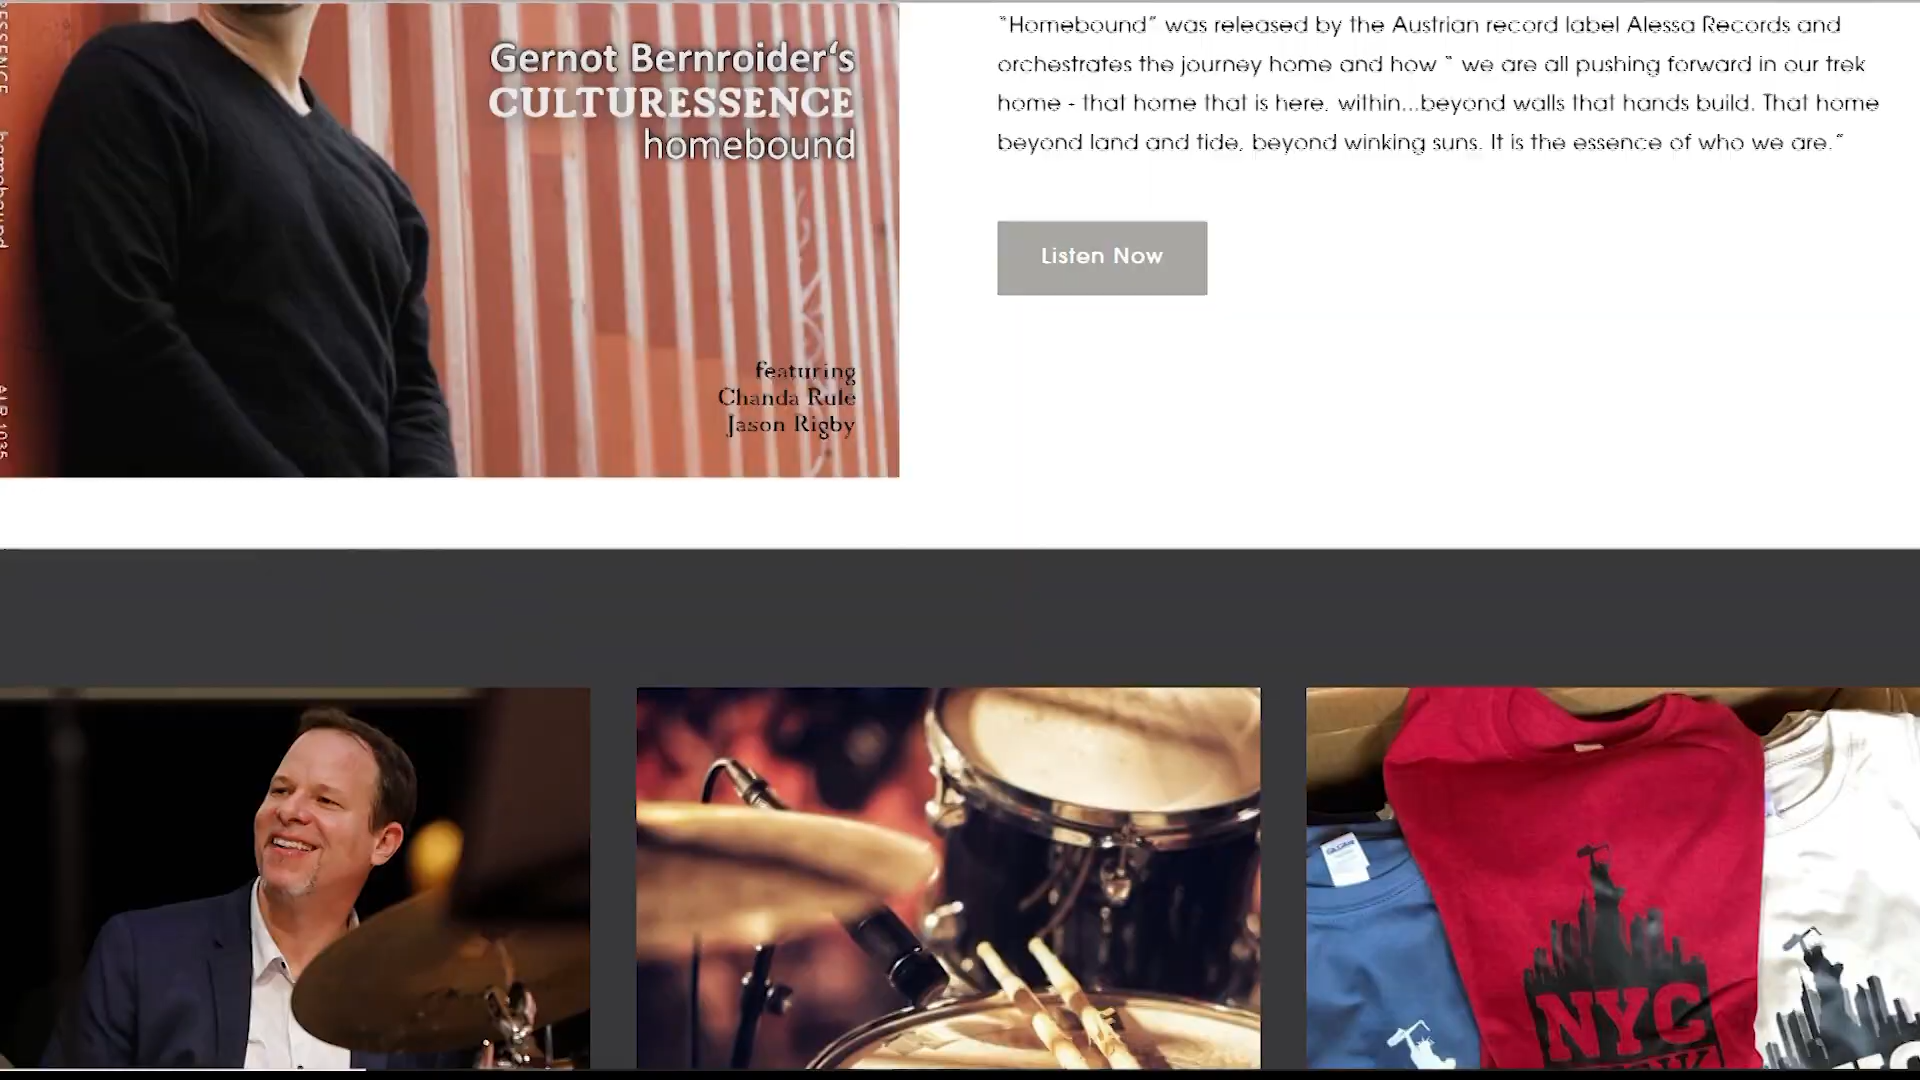 Gernot Bernroider‘s
CULTURESSENCE
homebound
featuring
Chanda Rule
Jason Rigby
homebound
ALR 1035
"Homebound" was released by the Austrian record label Alessa Records and
orchestrates the journey home and how " we are all pushing forward in our trek
home - that home that is here, within...beyond walls that hands build. That home
beyond land and tide, beyond winking suns. It is the essence of who we are."
Listen Now
NYC